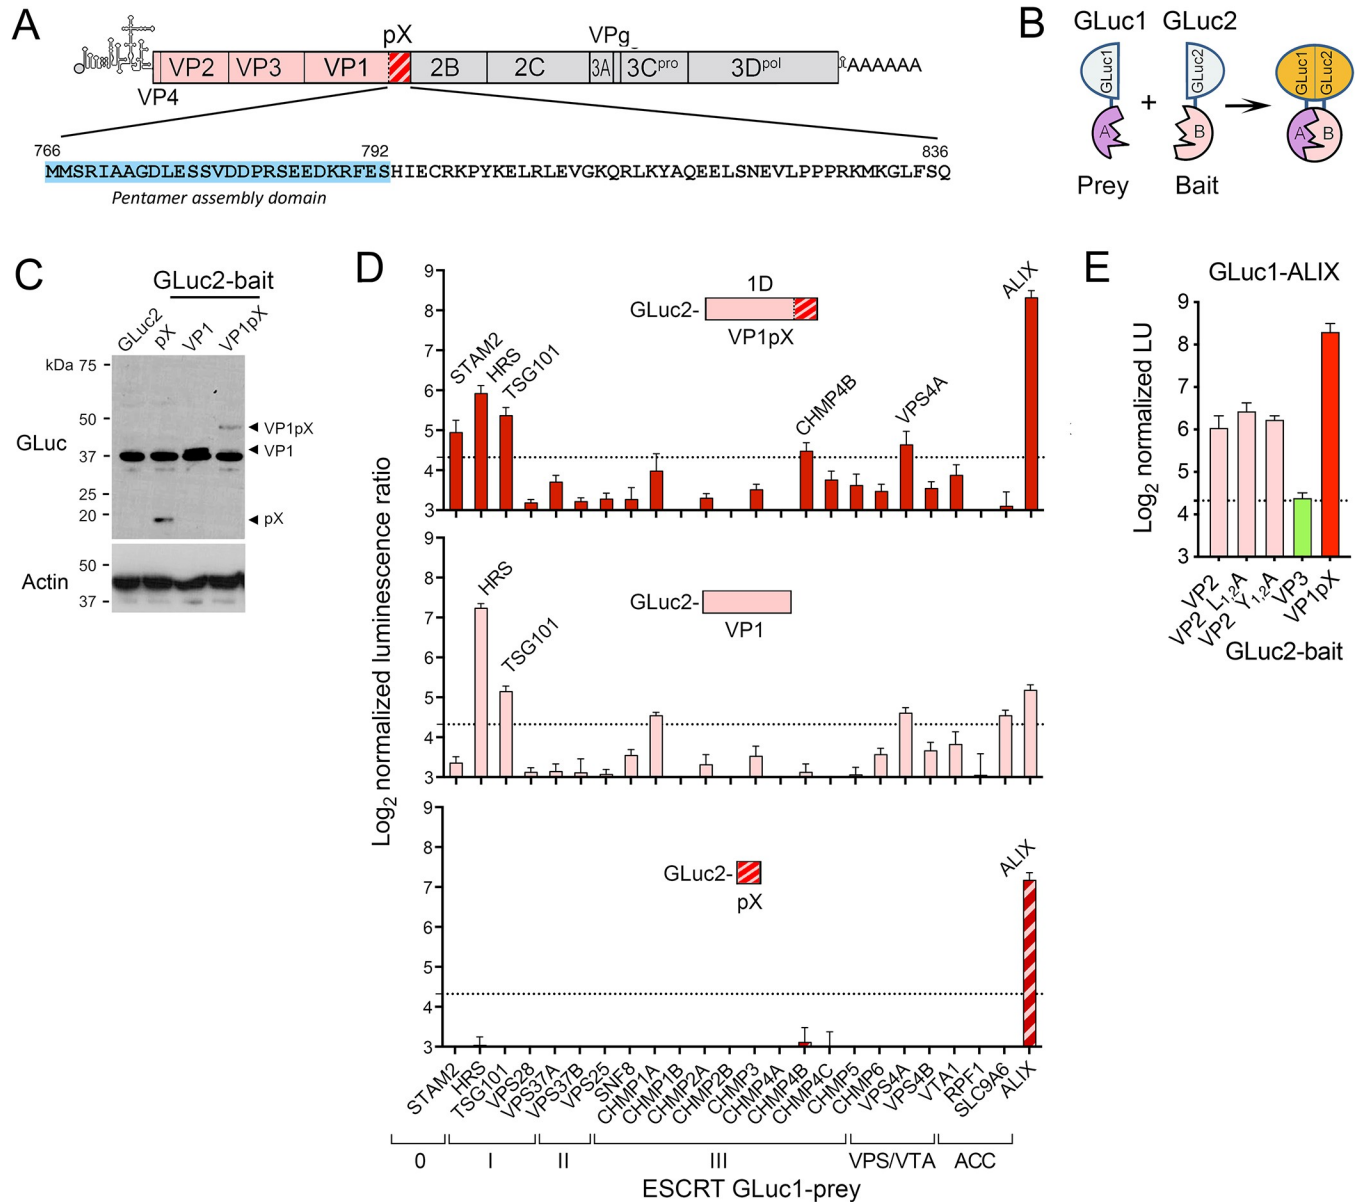 A
pX
VPg
VP2 VP3 VP1 2B 2C 3A 3Cpro 3Dpol AAAAAA
VP4
766 792 836
MMSRIAAGDLESSVDDPRSEEDKRFESHIECRKPYKELRLEVGKQRLKYAQEELSNEVLPPPRKMKGLFSQ
Pentamer assembly domain
B
GLuc1 GLuc2
GLuc1 + GLuc2 GLuc1 GLuc2
A B A B
Prey Bait
C
GLuc2-bait
GLuc2 pX VP1 VP1pX
kDa 75
50
37
25
20
GLuc
VP1pX
VP1
pX
Actin
50
37
D
Log2 normalized luminescence ratio
9
8
7
6
5
4
3
1D
GLuc2-
VP1pX
STAM2 HRS TSG101 CHMP4B VPS4A ALIX
9
8
7
6
5
4
3
GLuc2-
VP1
HRS TSG101
9
8
7
6
5
4
3
GLuc2-
pX
ALIX
STAM2 HRS TSG101 VPS28 VPS37A VPS37B VPS25 SNF8 CHMP1A CHMP1B CHMP2A CHMP2B CHMP3 CHMP4A CHMP4B CHMP4C CHMP5 CHMP6 VPS4A VPS4B VTA1 RPF1 SLC9A6 ALIX
0 I II III VPS/VTA ACC
ESCRT GLuc1-prey
E
GLuc1-ALIX
Log2 normalized LU
9
8
7
6
5
4
3
VP2 VP2 L1,2A VP2 Y1,2A VP3 VP1pX
GLuc2-bait